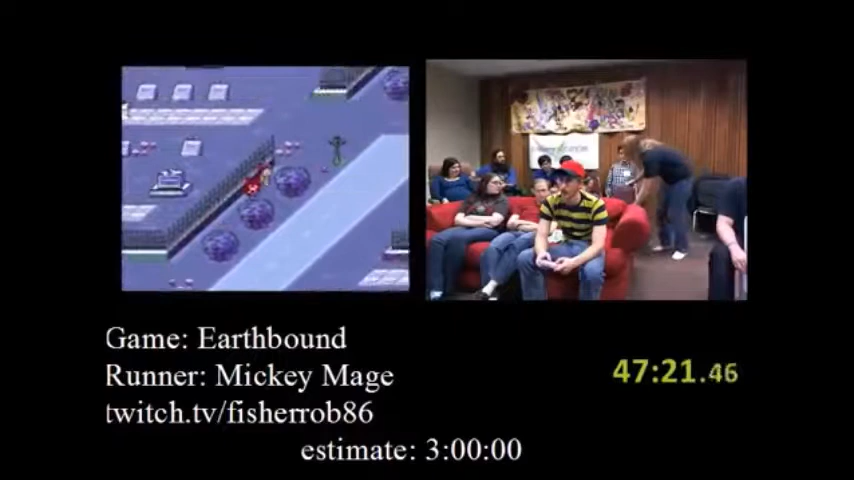 Game: Earthbound
Runner: Mickey Mage
47:21.46
twitch.tv/fisherrob86
estimate: 3:00:00